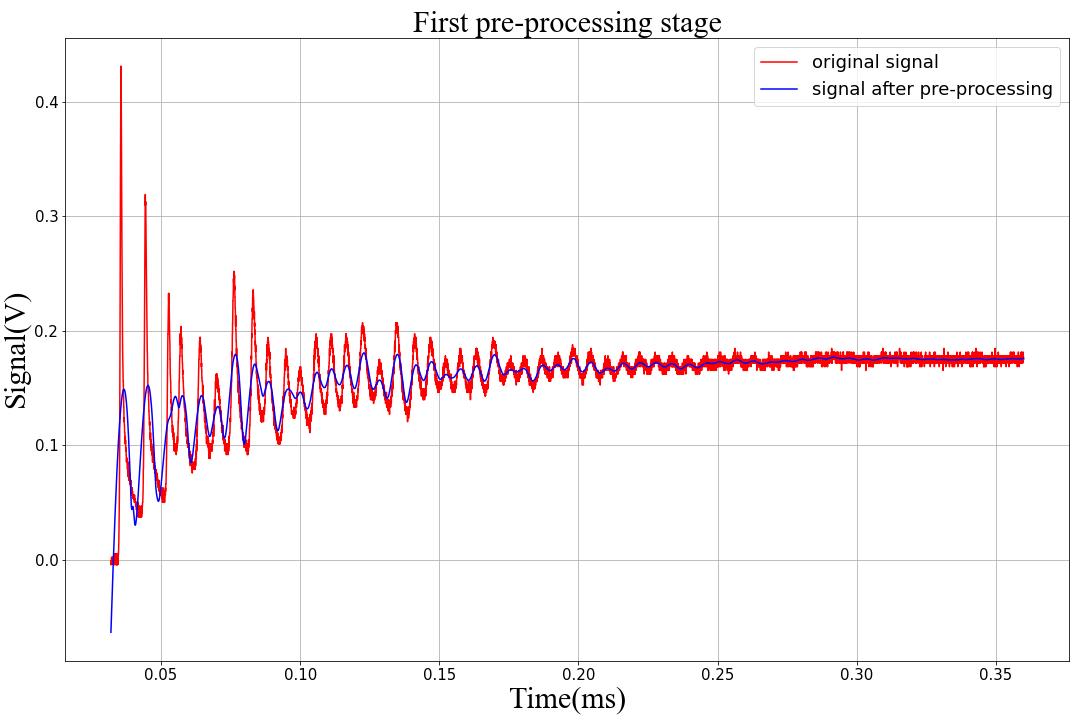 First pre-processing stage
original signal
signal after pre-processing
0.4
0.3
0.2
0.1
0.0
Signal(V)
0.05 0.10 0.15 0.20 0.25 0.30 0.35
Time(ms)